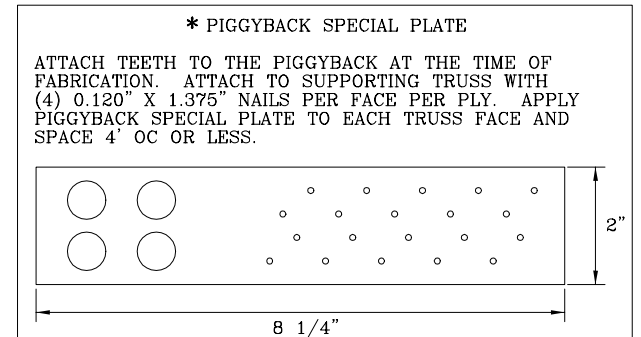 * PIGGYBACK SPECIAL PLATE
ATTACH TEETH TO THE PIGGYBACK AT THE TIME OF
FABRICATION. ATTACH TO SUPPORTING TRUSS WITH
(4) 0.120" X 1.375" NAILS PER FACE PER PLY. APPLY
PIGGYBACK SPECIAL PLATE TO EACH TRUSS FACE AND
SPACE 4' OC OR LESS.
2"
8 1/4"